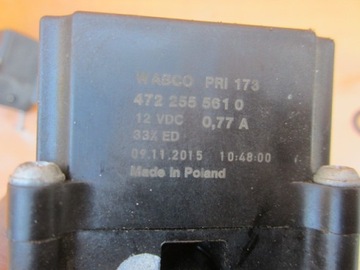 WABCO PRI 173
472 255 561 0
12 VDC 0,77 A
33% ED
09.11.2015 10:48:00
Made in Poland